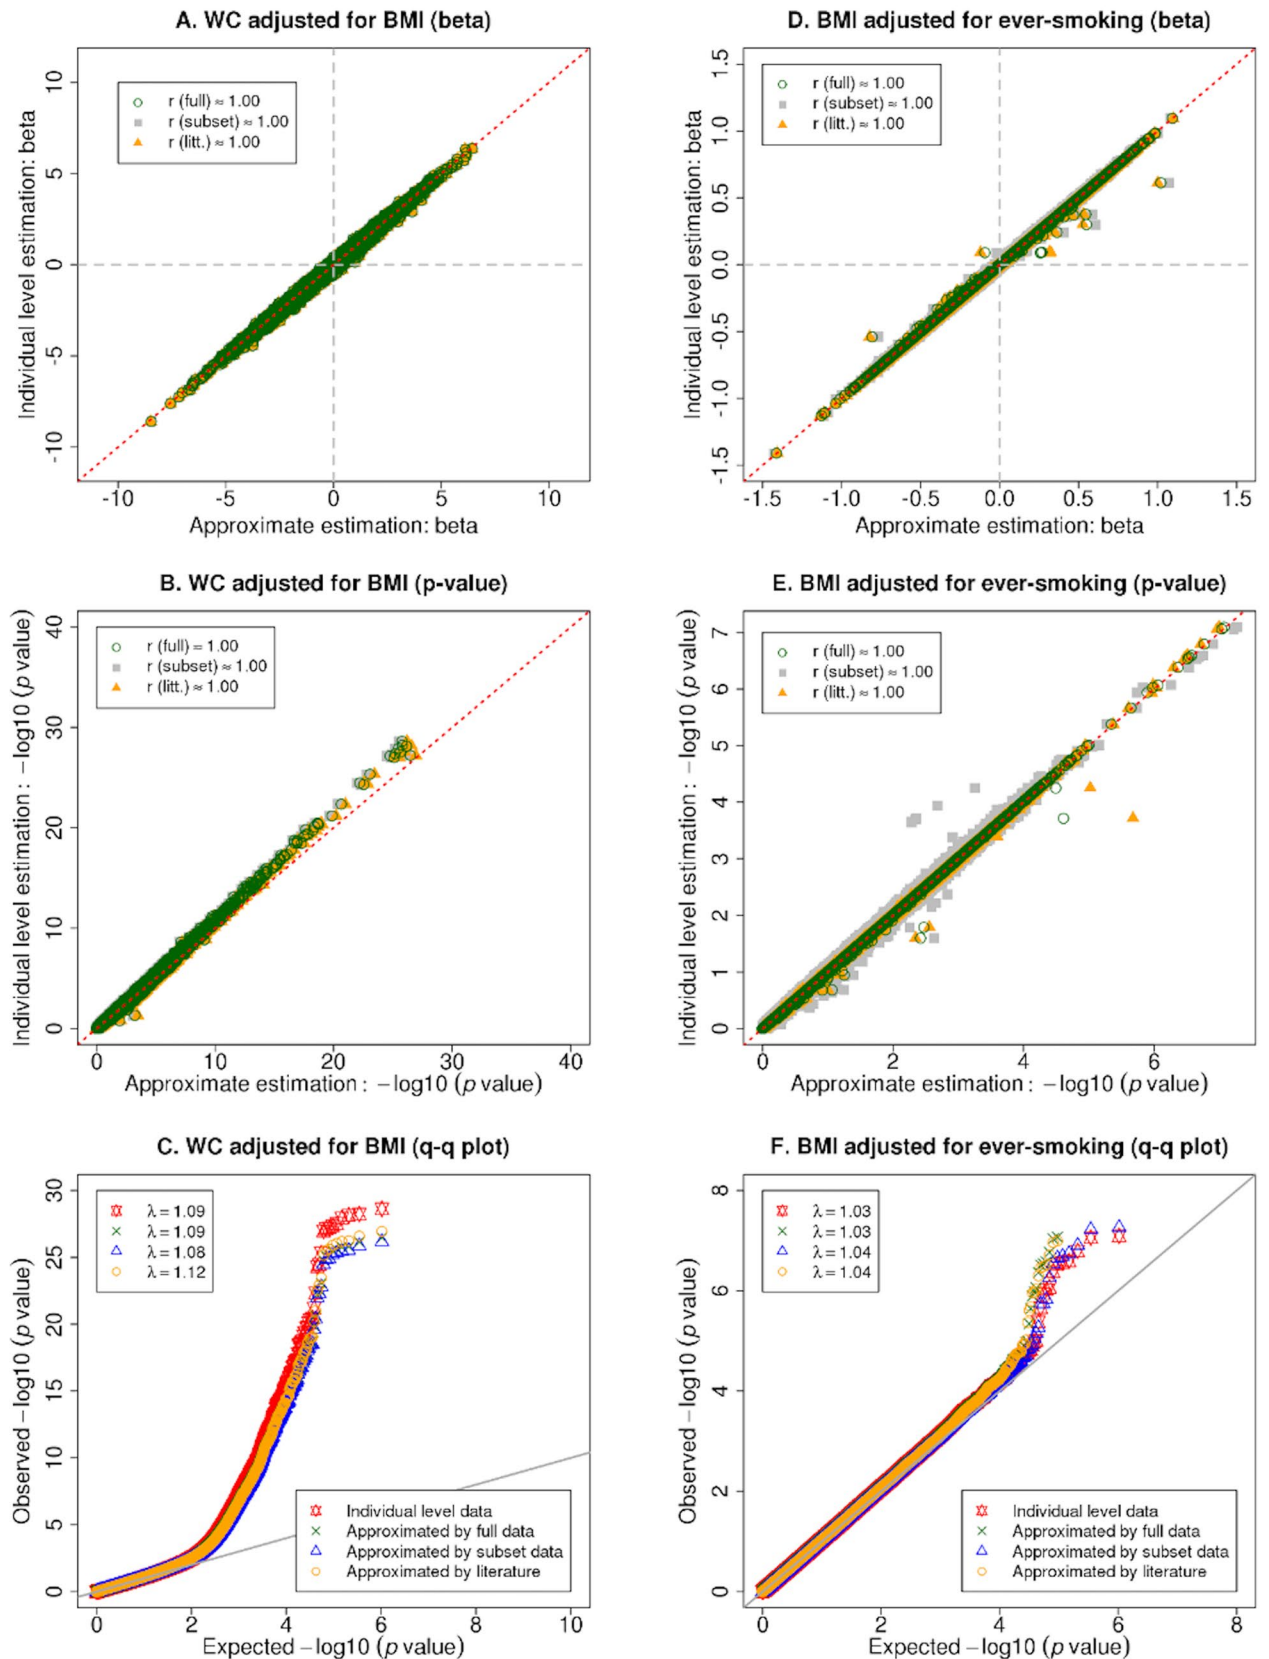 A. WC adjusted for BMI (beta)
Individual level estimation: beta
10
5
0
-5
-10
r (full) ≈ 1.00
r (subset) ≈ 1.00
r (litt.) ≈ 1.00
-10 -5 0 5 10
Approximate estimation: beta
D. BMI adjusted for ever-smoking (beta)
Individual level estimation: beta
1.5
1.0
0.5
0.0
-0.5
-1.0
-1.5
r (full) ≈ 1.00
r (subset) ≈ 1.00
r (litt.) ≈ 1.00
-1.5 -1.0 -0.5 0.0 0.5 1.0 1.5
Approximate estimation: beta
B. WC adjusted for BMI (p-value)
Individual level estimation : −log10 (p value)
40
30
20
10
0
r (full) ≈ 1.00
r (subset) ≈ 1.00
r (litt.) ≈ 1.00
0 10 20 30 40
Approximate estimation : −log10 (p value)
E. BMI adjusted for ever-smoking (p-value)
Individual level estimation : −log10 (p value)
7
6
5
4
3
2
1
0
r (full) ≈ 1.00
r (subset) ≈ 1.00
r (litt.) ≈ 1.00
0 2 4 6
Approximate estimation : −log10 (p value)
C. WC adjusted for BMI (q-q plot)
Observed −log10 (p value)
30
25
20
15
10
5
0
λ = 1.09
λ = 1.09
λ = 1.08
λ = 1.12
Individual level data
Approximated by full data
Approximated by subset data
Approximated by literature
0 2 4 6 8 10
Expected −log10 (p value)
F. BMI adjusted for ever-smoking (q-q plot)
Observed −log10 (p value)
8
6
4
2
0
λ = 1.03
λ = 1.03
λ = 1.04
λ = 1.04
Individual level data
Approximated by full data
Approximated by subset data
Approximated by literature
0 2 4 6 8
Expected −log10 (p value)